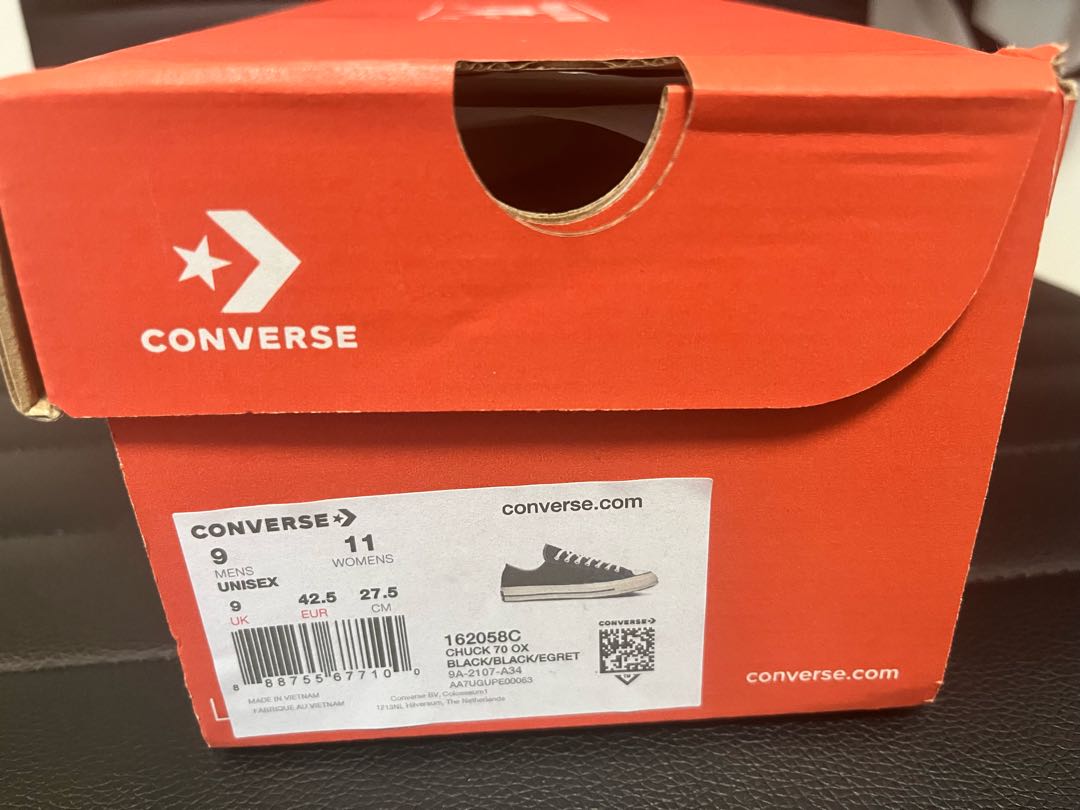 CONVERSE
CONVERSE
converse.com
9 11
MENS WOMENS
UNISEX
9 42.5 27.5
UK EUR CM
8 88755 67710 0
162058C
CHUCK 70 OX
BLACK/BLACK/EGRET
9A-2107-A34
AA7UGUPE00063
CONVERSE
TM
MADE IN VIETNAM
FABRIQUE AU VIETNAM
Converse BV, Colosseum1
1213NL Hilversum, The Netherlands
converse.com